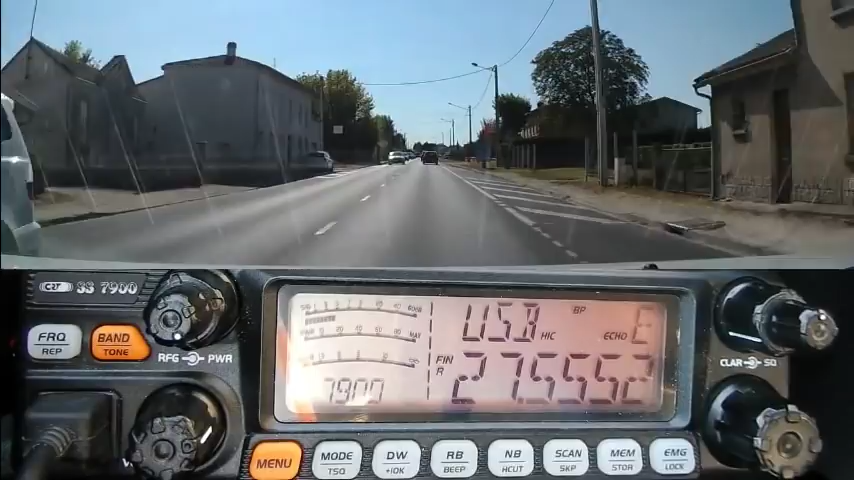 CRT SS 7900
FRQ
REP
BAND
TONE
RFG PWR
USB BP
HIC ECHO E
FIN
R
27.5552
7900
CLAR SQ
MENU
MODE
TSQ
DW
+10K
RB
BEEP
NB
HCUT
SCAN
SKP
MEM
STOR
EMG
LOCK